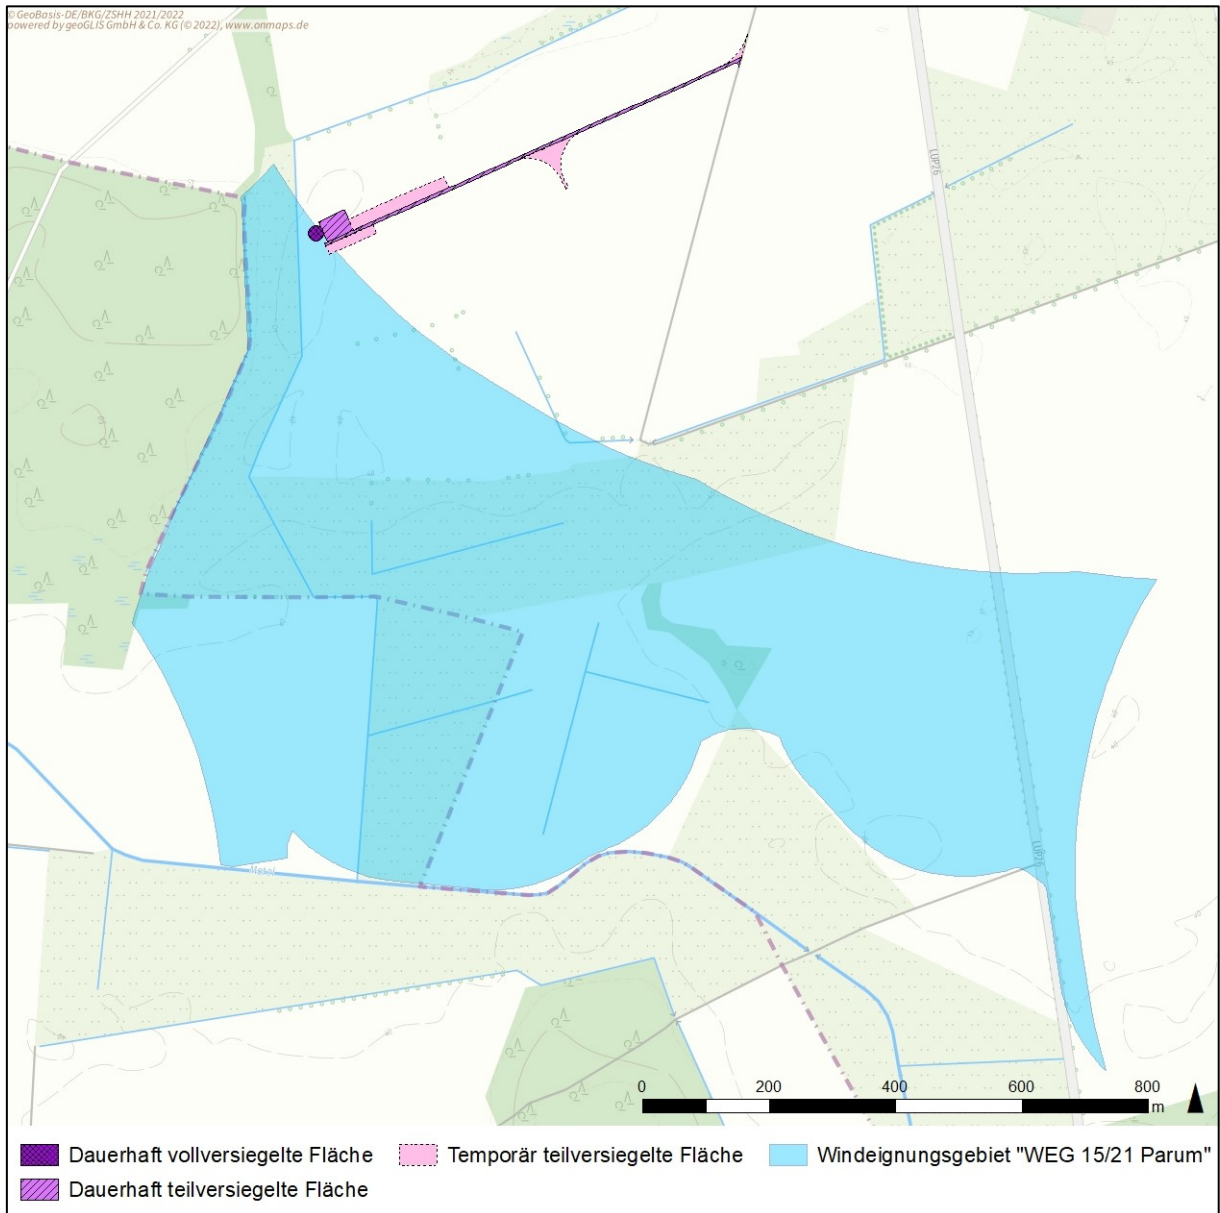 © GeoBasis-DE/BKG/ZSHH 2021/2022
powered by geoGLIS GmbH & Co. KG (© 2022), www.onmaps.de
LUP26
LUP26
Motel
0 200 400 600 800
m
Dauerhaft vollversiegelte Fläche
Temporär teilversiegelte Fläche
Windeignungsgebiet "WEG 15/21 Parum"
Dauerhaft teilversiegelte Fläche